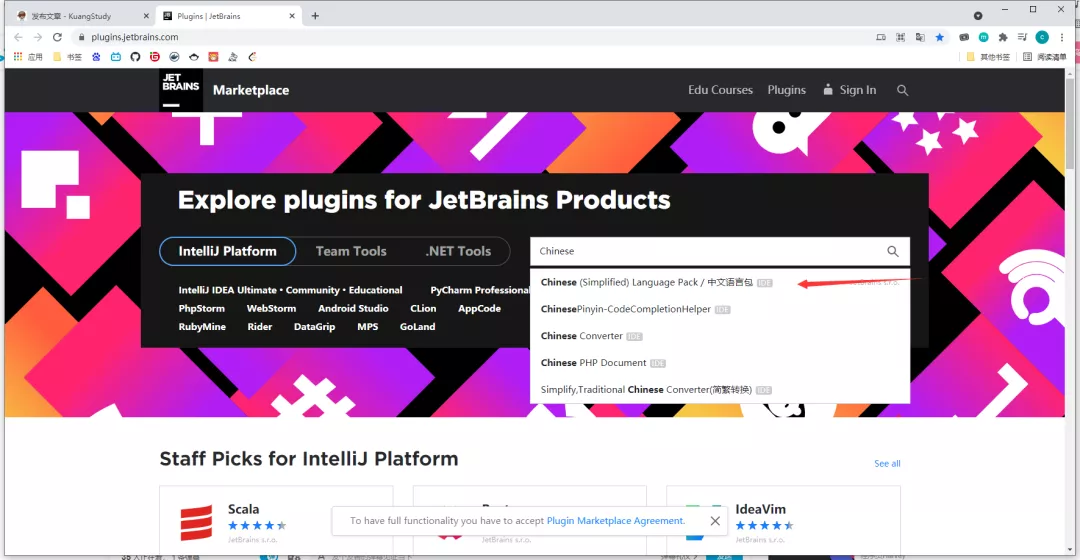 发布文章 - KuangStudy
Plugins | JetBrains
plugins.jetbrains.com
应用
书签
其他书签
阅读清单
JET
BRAINS
Marketplace
Edu Courses
Plugins
Sign In
Explore plugins for JetBrains Products
IntelliJ Platform
Team Tools
.NET Tools
Chinese
IntelliJ IDEA Ultimate • Community • Educational
PyCharm Professional
PhpStorm
WebStorm
Android Studio
CLion
AppCode
RubyMine
Rider
DataGrip
MPS
GoLand
Chinese (Simplified) Language Pack / 中文语言包 IDE
ChinesePinyin-CodeCompletionHelper IDE
Chinese Converter IDE
Chinese PHP Document IDE
Simplify,Traditional Chinese Converter(简繁转换) IDE
Staff Picks for IntelliJ Platform
See all
Scala
JetBrains s.r.o.
IdeaVim
JetBrains s.r.o.
To have full functionality you have to accept Plugin Marketplace Agreement.